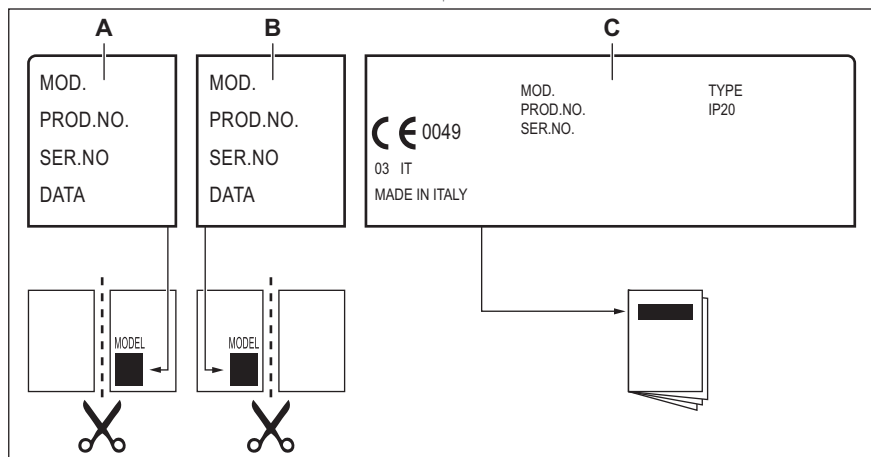 A
B
C
MOD.
PROD.NO.
SER.NO
DATA
MOD.
PROD.NO.
SER.NO
DATA
MOD.
PROD.NO.
SER.NO.
TYPE
IP20
CE 0049
03 IT
MADE IN ITALY
MODEL
MODEL